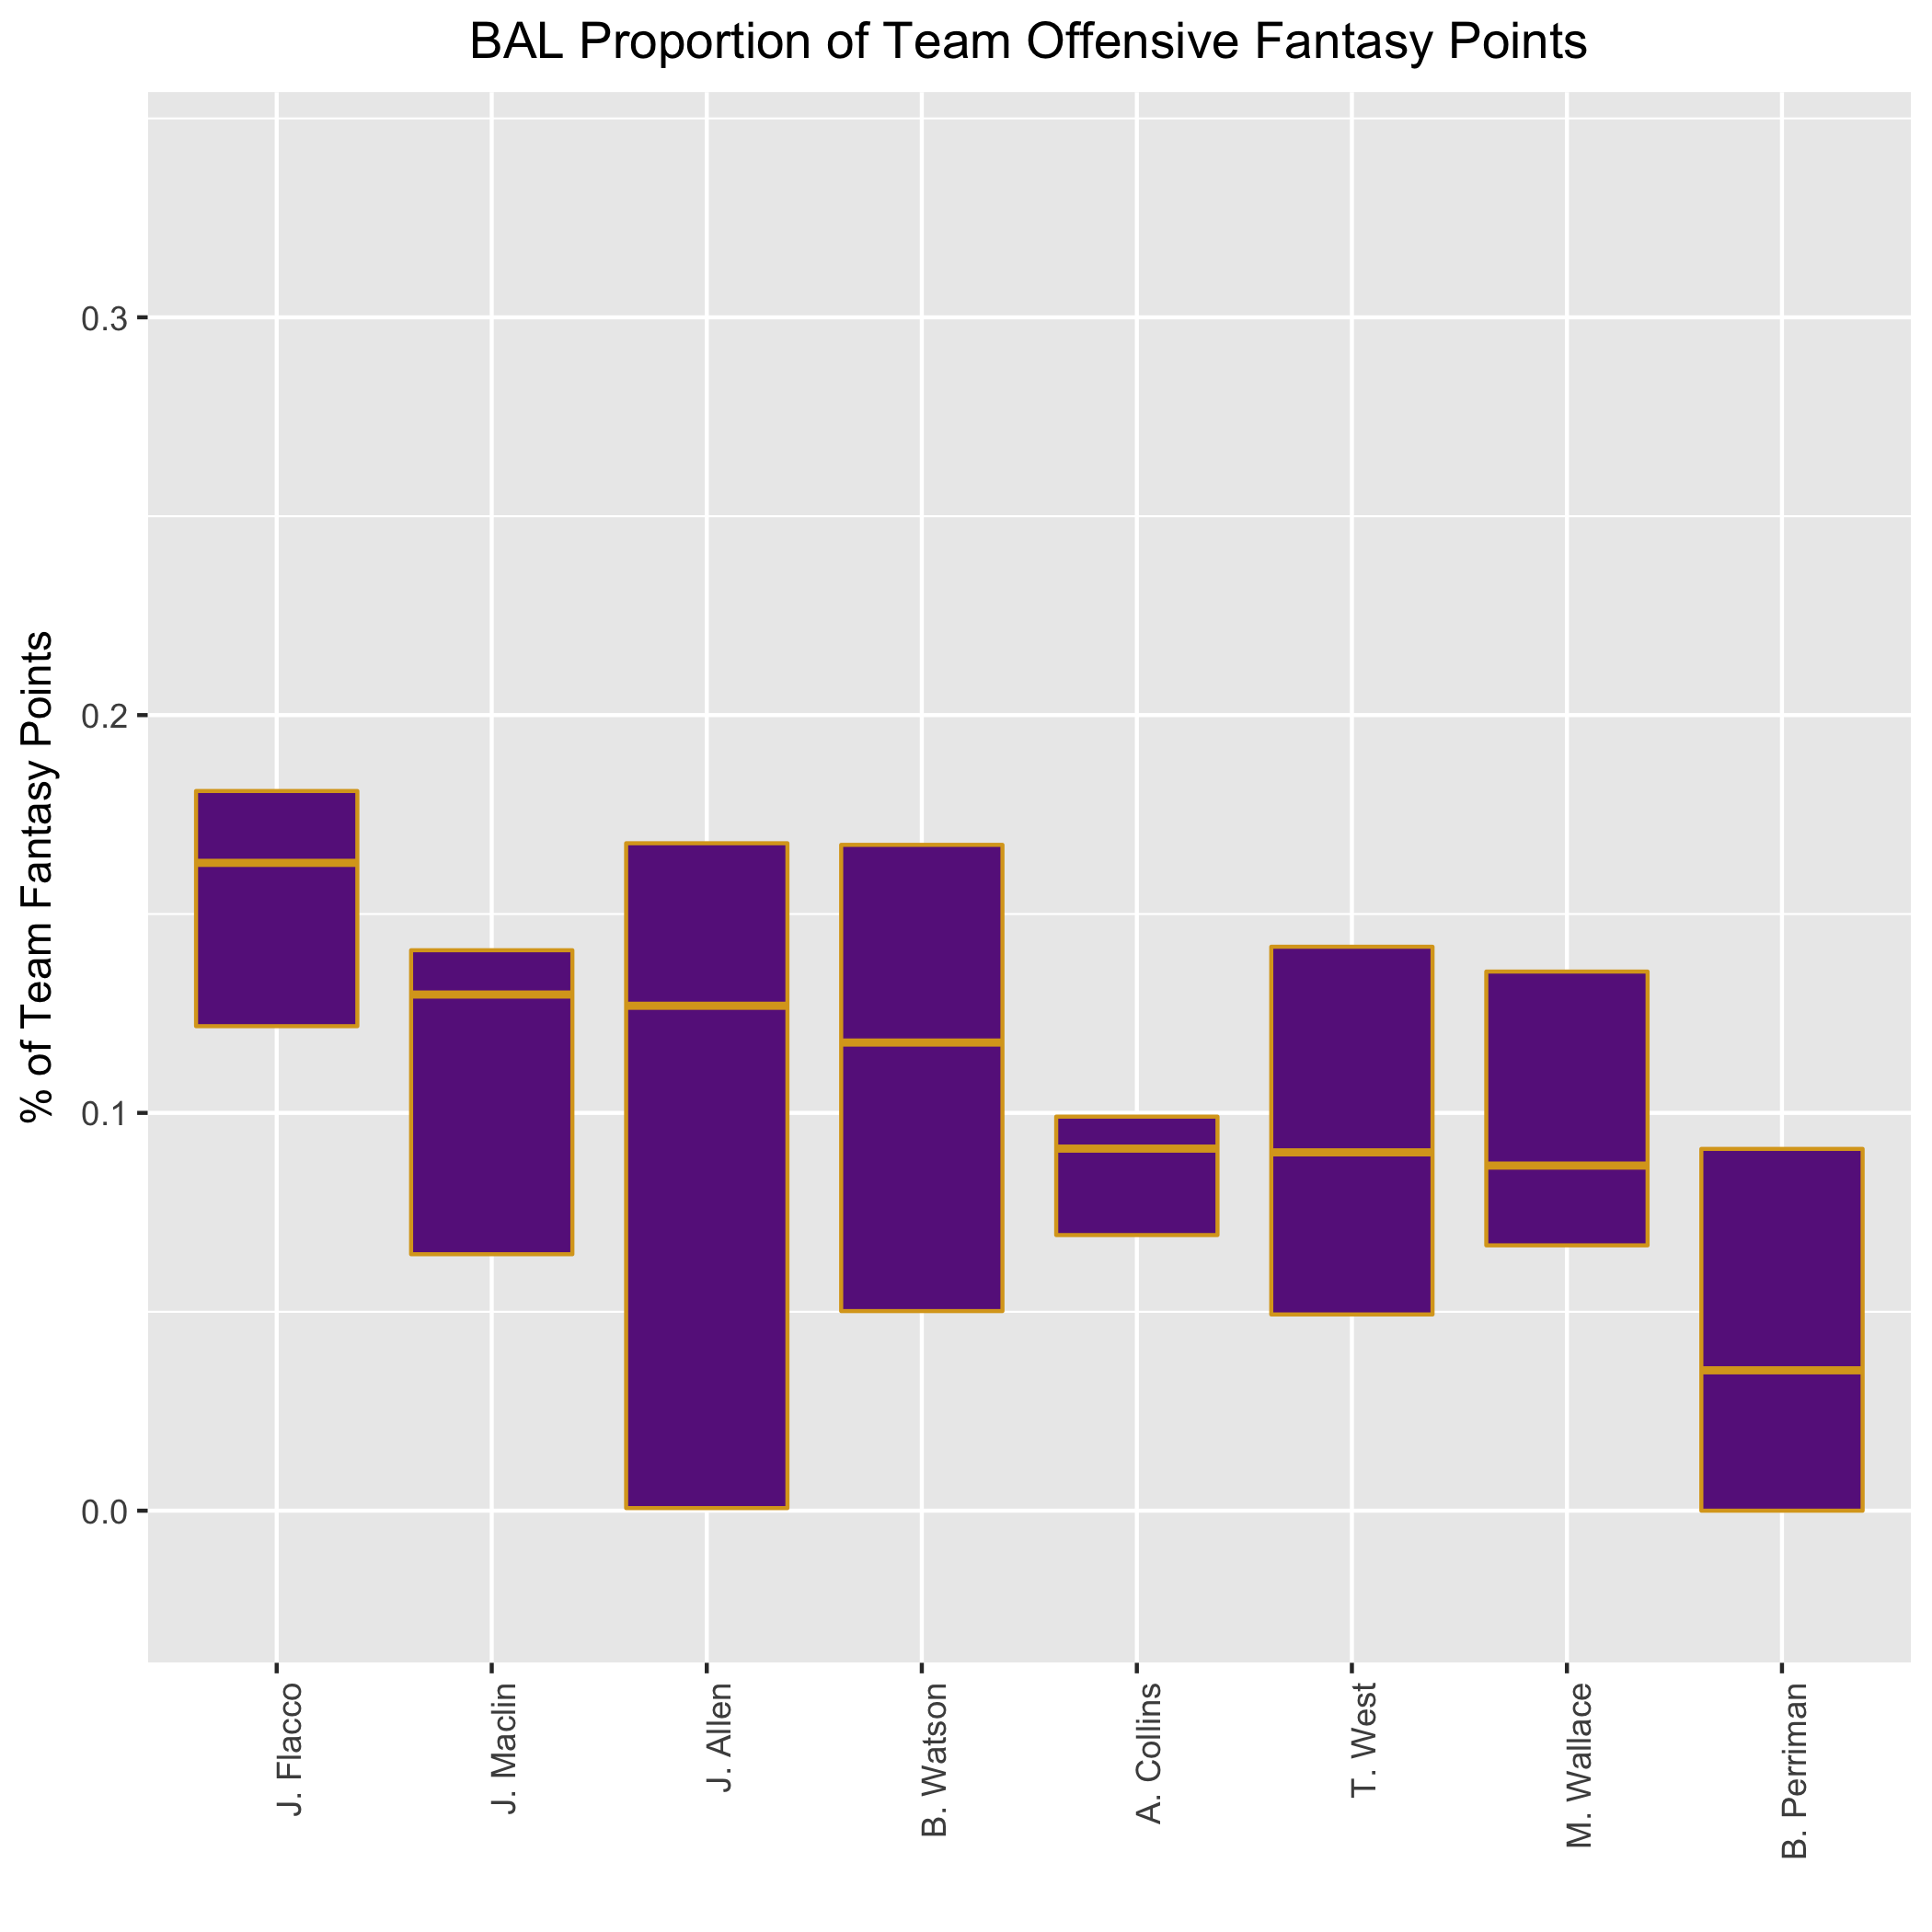 BAL Proportion of Team Offensive Fantasy Points
% of Team Fantasy Points
0.3
0.2
0.1
0.0
J. Flacco
J. Maclin
J. Allen
B. Watson
A. Collins
T. West
M. Wallace
B. Perriman